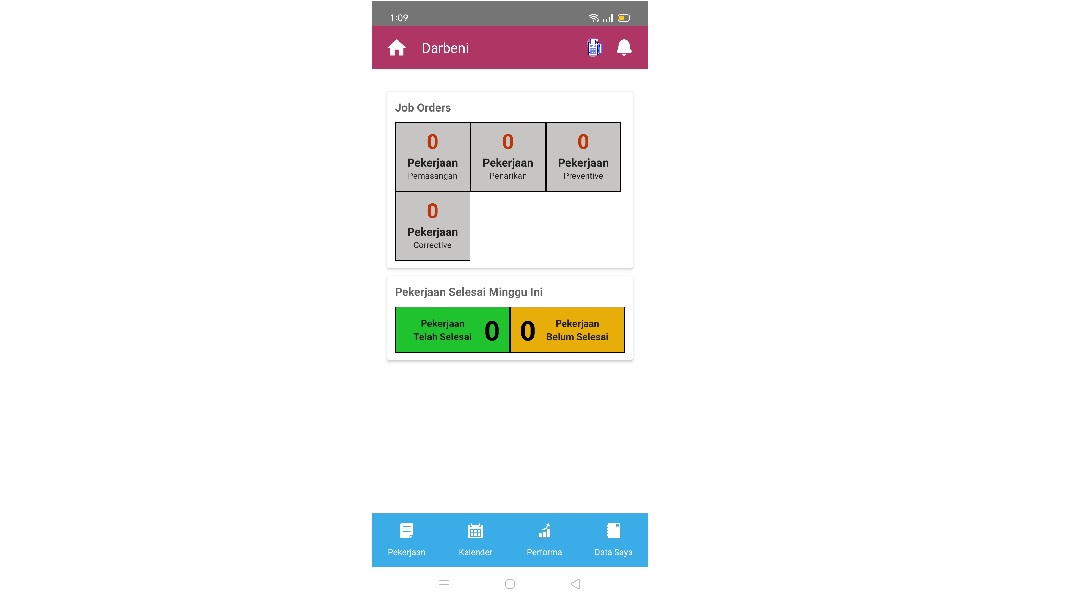 1:09
Darbeni
Job Orders
0 0 0
Pekerjaan Pekerjaan Pekerjaan
Pemasangan Penarikan Preventive
0
Pekerjaan
Corrective
Pekerjaan Selesai Minggu Ini
Pekerjaan
Telah Selesai
0
0
Pekerjaan
Belum Selesai
Pekerjaan Kalender Performa Data Saya